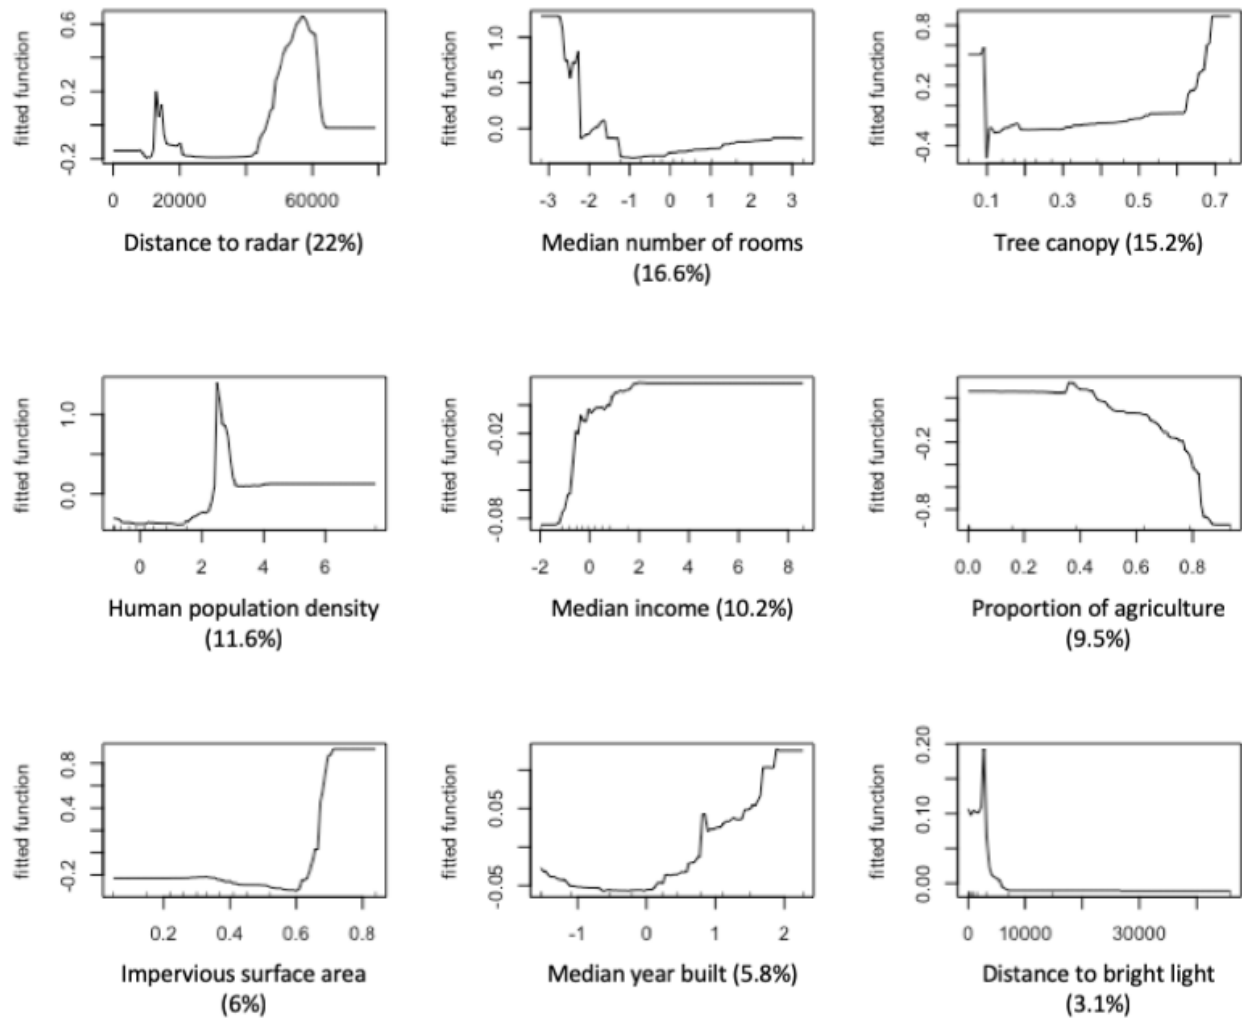 fitted function
0.6
0.2
-0.2
0 20000 60000
Distance to radar (22%)
fitted function
1.0
0.5
0.0
-3 -2 -1 0 1 2 3
Median number of rooms
(16.6%)
fitted function
0.8
0.2
-0.4
0.1 0.3 0.5 0.7
Tree canopy (15.2%)
fitted function
1.0
0.0
0 2 4 6
Human population density
(11.6%)
fitted function
-0.02
-0.08
-2 0 2 4 6 8
Median income (10.2%)
fitted function
-0.2
-0.8
0.0 0.2 0.4 0.6 0.8
Proportion of agriculture
(9.5%)
fitted function
0.8
0.4
-0.2
0.2 0.4 0.6 0.8
Impervious surface area
(6%)
fitted function
0.05
-0.05
-1 0 1 2
Median year built (5.8%)
fitted function
0.20
0.10
0.00
0 10000 30000
Distance to bright light
(3.1%)